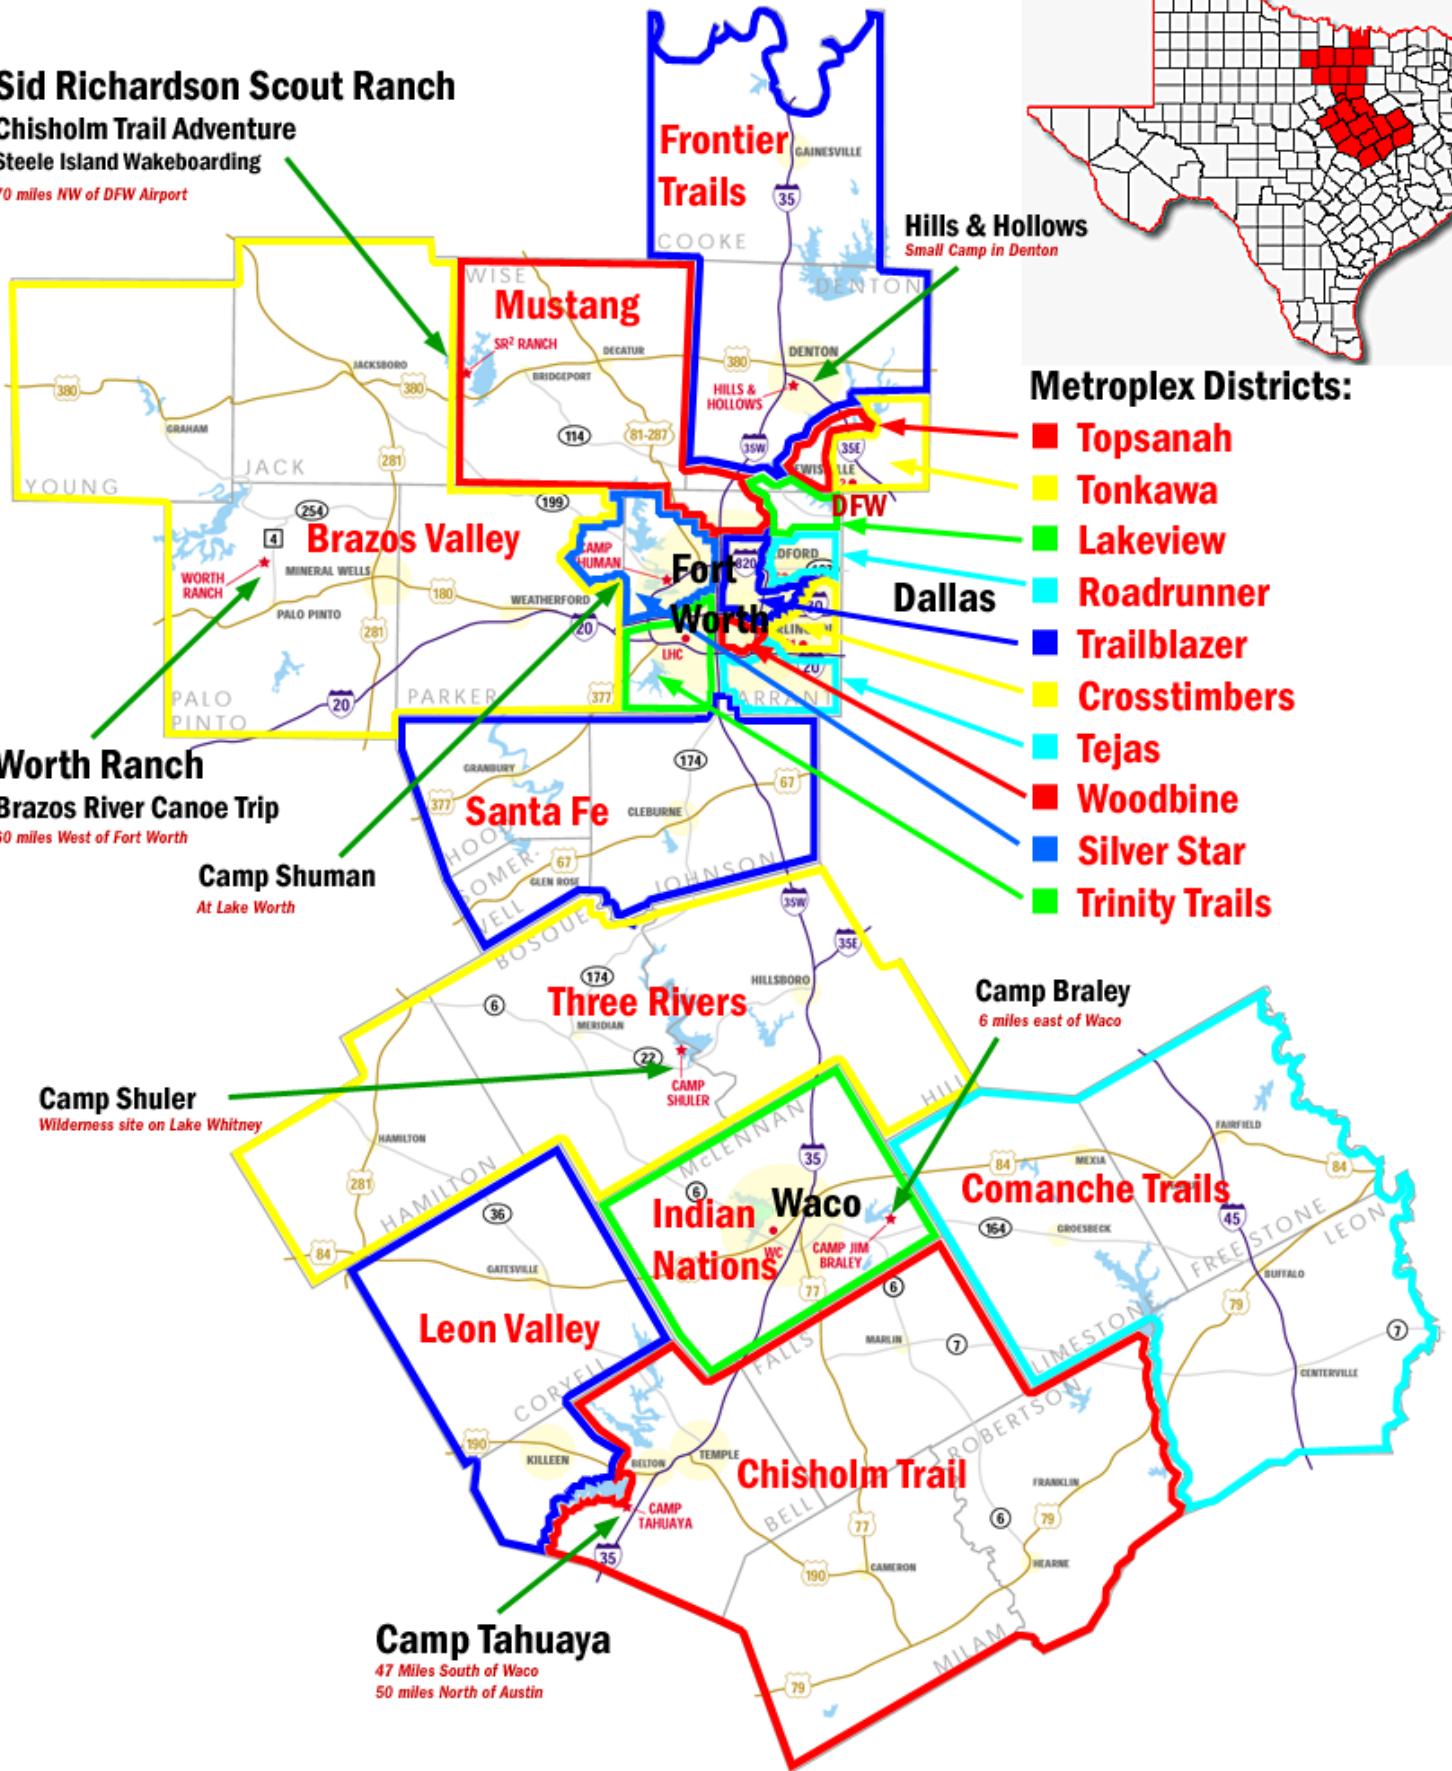 Sid Richardson Scout Ranch
Chisholm Trail Adventure
Steele Island Wakeboarding
70 miles NW of DFW Airport
Frontier
Trails
GAINESVILLE
35
COOKE
Hills & Hollows
Small Camp in Denton
DENTON
WISE
Mustang
SR² RANCH
DECATUR
BRIDGEPORT
380
DENTON
HILLS &
HOLLOWS
JACKSBORO
380
380
GRAHAM
114
81-287
35W
35E
281
JACK
YOUNG
199
254
4
Brazos Valley
WORTH
RANCH
MINERAL WELLS
PALO PINTO
180
WEATHERFORD
281
20
20
PALO
PINTO
PARKER
377
CAMP
Fort
Worth
820
LHC
20
DFW
Dallas
Metroplex Districts:
Topsanah
Tonkawa
Lakeview
Roadrunner
Trailblazer
Crosstimbers
Tejas
Woodbine
Silver Star
Trinity Trails
Worth Ranch
Brazos River Canoe Trip
60 miles West of Fort Worth
Camp Shuman
At Lake Worth
GRANBURY
174
67
377
Santa Fe
CLEBURNE
HOOD
SOMER-
VELL
67
GLEN ROSE
JOHNSON
BOSQUE
35W
35E
174
6
HILLSBORO
Three Rivers
MERIDIAN
22
CAMP
SHULER
HILL
Camp Braley
6 miles east of Waco
Camp Shuler
Wilderness site on Lake Whitney
HAMILTON
281
HAMILTON
84
McLENNAN
35
6
Waco
Indian
Nations
WC
CAMP JIM
BRALEY
77
6
84
MEXIA
FAIRFIELD
84
Comanche Trails
164
GROESBECK
45
FREESTONE
LEON
BUFFALO
79
7
CENTERVILLE
LIMESTONE
36
GATESVILLE
Leon Valley
CORYELL
FALLS
MARLIN
7
ROBERTSON
190
KILLEEN
BELTON
TEMPLE
Chisholm Trail
FRANKLIN
BELL
CAMP
TAHUAYA
77
6
79
35
190
CAMERON
HEARNE
Camp Tahuaya
47 Miles South of Waco
50 miles North of Austin
MILAM
79